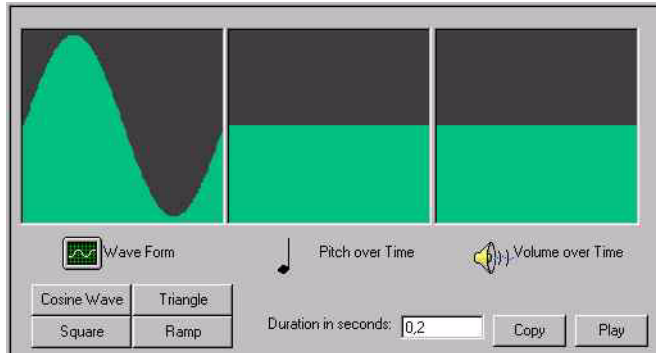 Wave Form
Pitch over Time
Volume over Time
Cosine Wave
Triangle
Square
Ramp
Duration in seconds:
0,2
Copy
Play